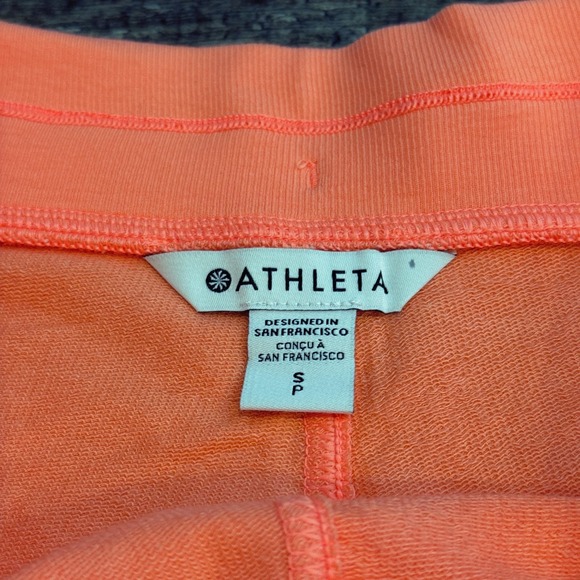 ATHLETA
DESIGNED IN
SAN FRANCISCO
CONÇU À
SAN FRANCISCO
S
P